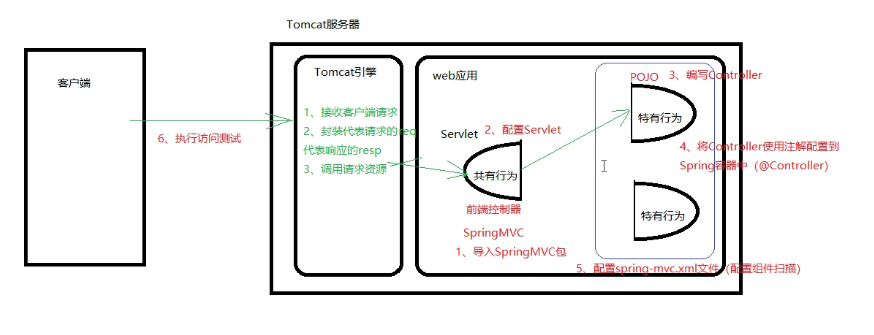 Tomcat服务器
客户端
Tomcat引擎
1、接收客户端请求
2、封装代表请求的req
代表响应的resp
3、调用请求资源
6、执行访问测试
web应用
Servlet
2、配置Servlet
共有行为
前端控制器
SpringMVC
1、导入SpringMVC包
POJO
3、编写Controller
特有行为
4、将Controller使用注解配置到
Spring容器中（@Controller）
特有行为
5、配置spring-mvc.xml文件（配置组件扫描）